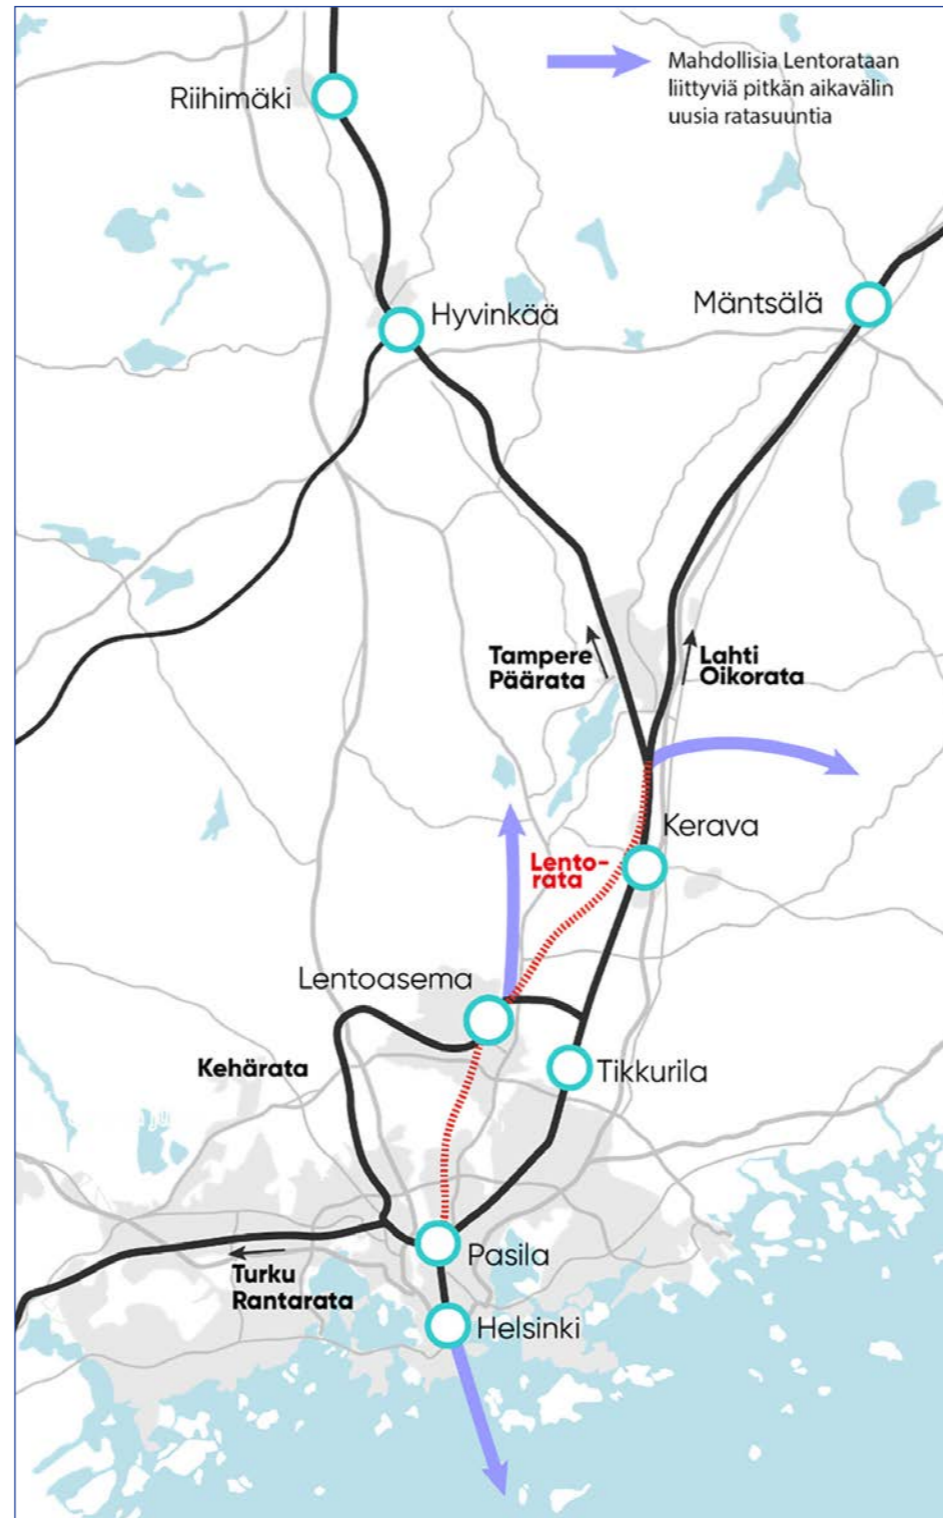 Mahdollisia Lentorataan
liittyviä pitkän aikavälin
uusia ratasuuntia
Riihimäki
Mäntsälä
Hyvinkää
Tampere
Päärata
Lahti
Oikorata
Kerava
Lento-
rata
Lentoasema
Kehärata
Tikkurila
Pasila
Turku
Rantarata
Helsinki